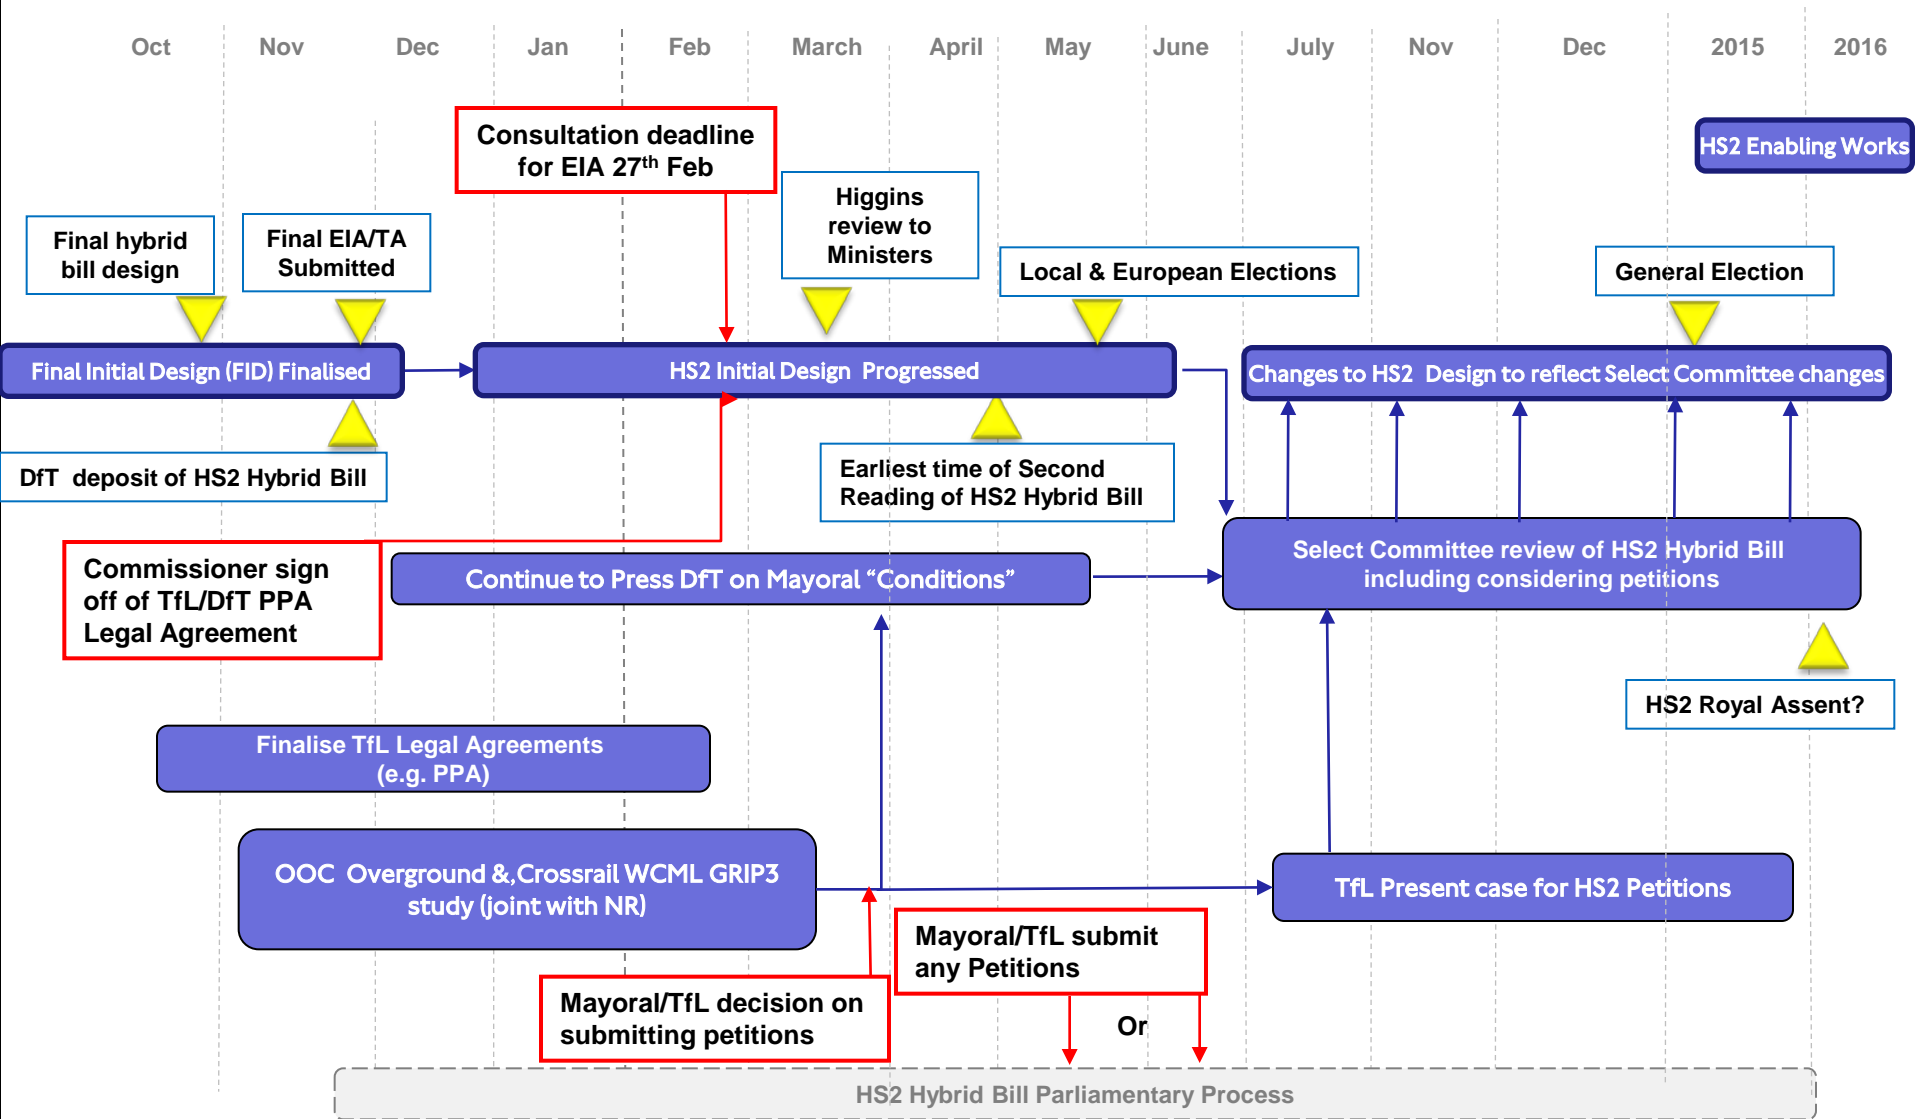 Oct Nov Dec Jan Feb March April May June July Nov Dec 2015 2016
Consultation deadline
for EIA 27th Feb
HS2 Enabling Works
Final hybrid
bill design
Final EIA/TA
Submitted
Higgins
review to
Ministers
Local & European Elections
General Election
Final Initial Design (FID) Finalised
HS2 Initial Design Progressed
Changes to HS2 Design to reflect Select Committee changes
DfT deposit of HS2 Hybrid Bill
Earliest time of Second
Reading of HS2 Hybrid Bill
Commissioner sign
off of TfL/DfT PPA
Legal Agreement
Continue to Press DfT on Mayoral “Conditions”
Select Committee review of HS2 Hybrid Bill
including considering petitions
HS2 Royal Assent?
Finalise TfL Legal Agreements
(e.g. PPA)
OOC Overground &,Crossrail WCML GRIP3
study (joint with NR)
TfL Present case for HS2 Petitions
Mayoral/TfL submit
any Petitions
Mayoral/TfL decision on
submitting petitions
Or
HS2 Hybrid Bill Parliamentary Process